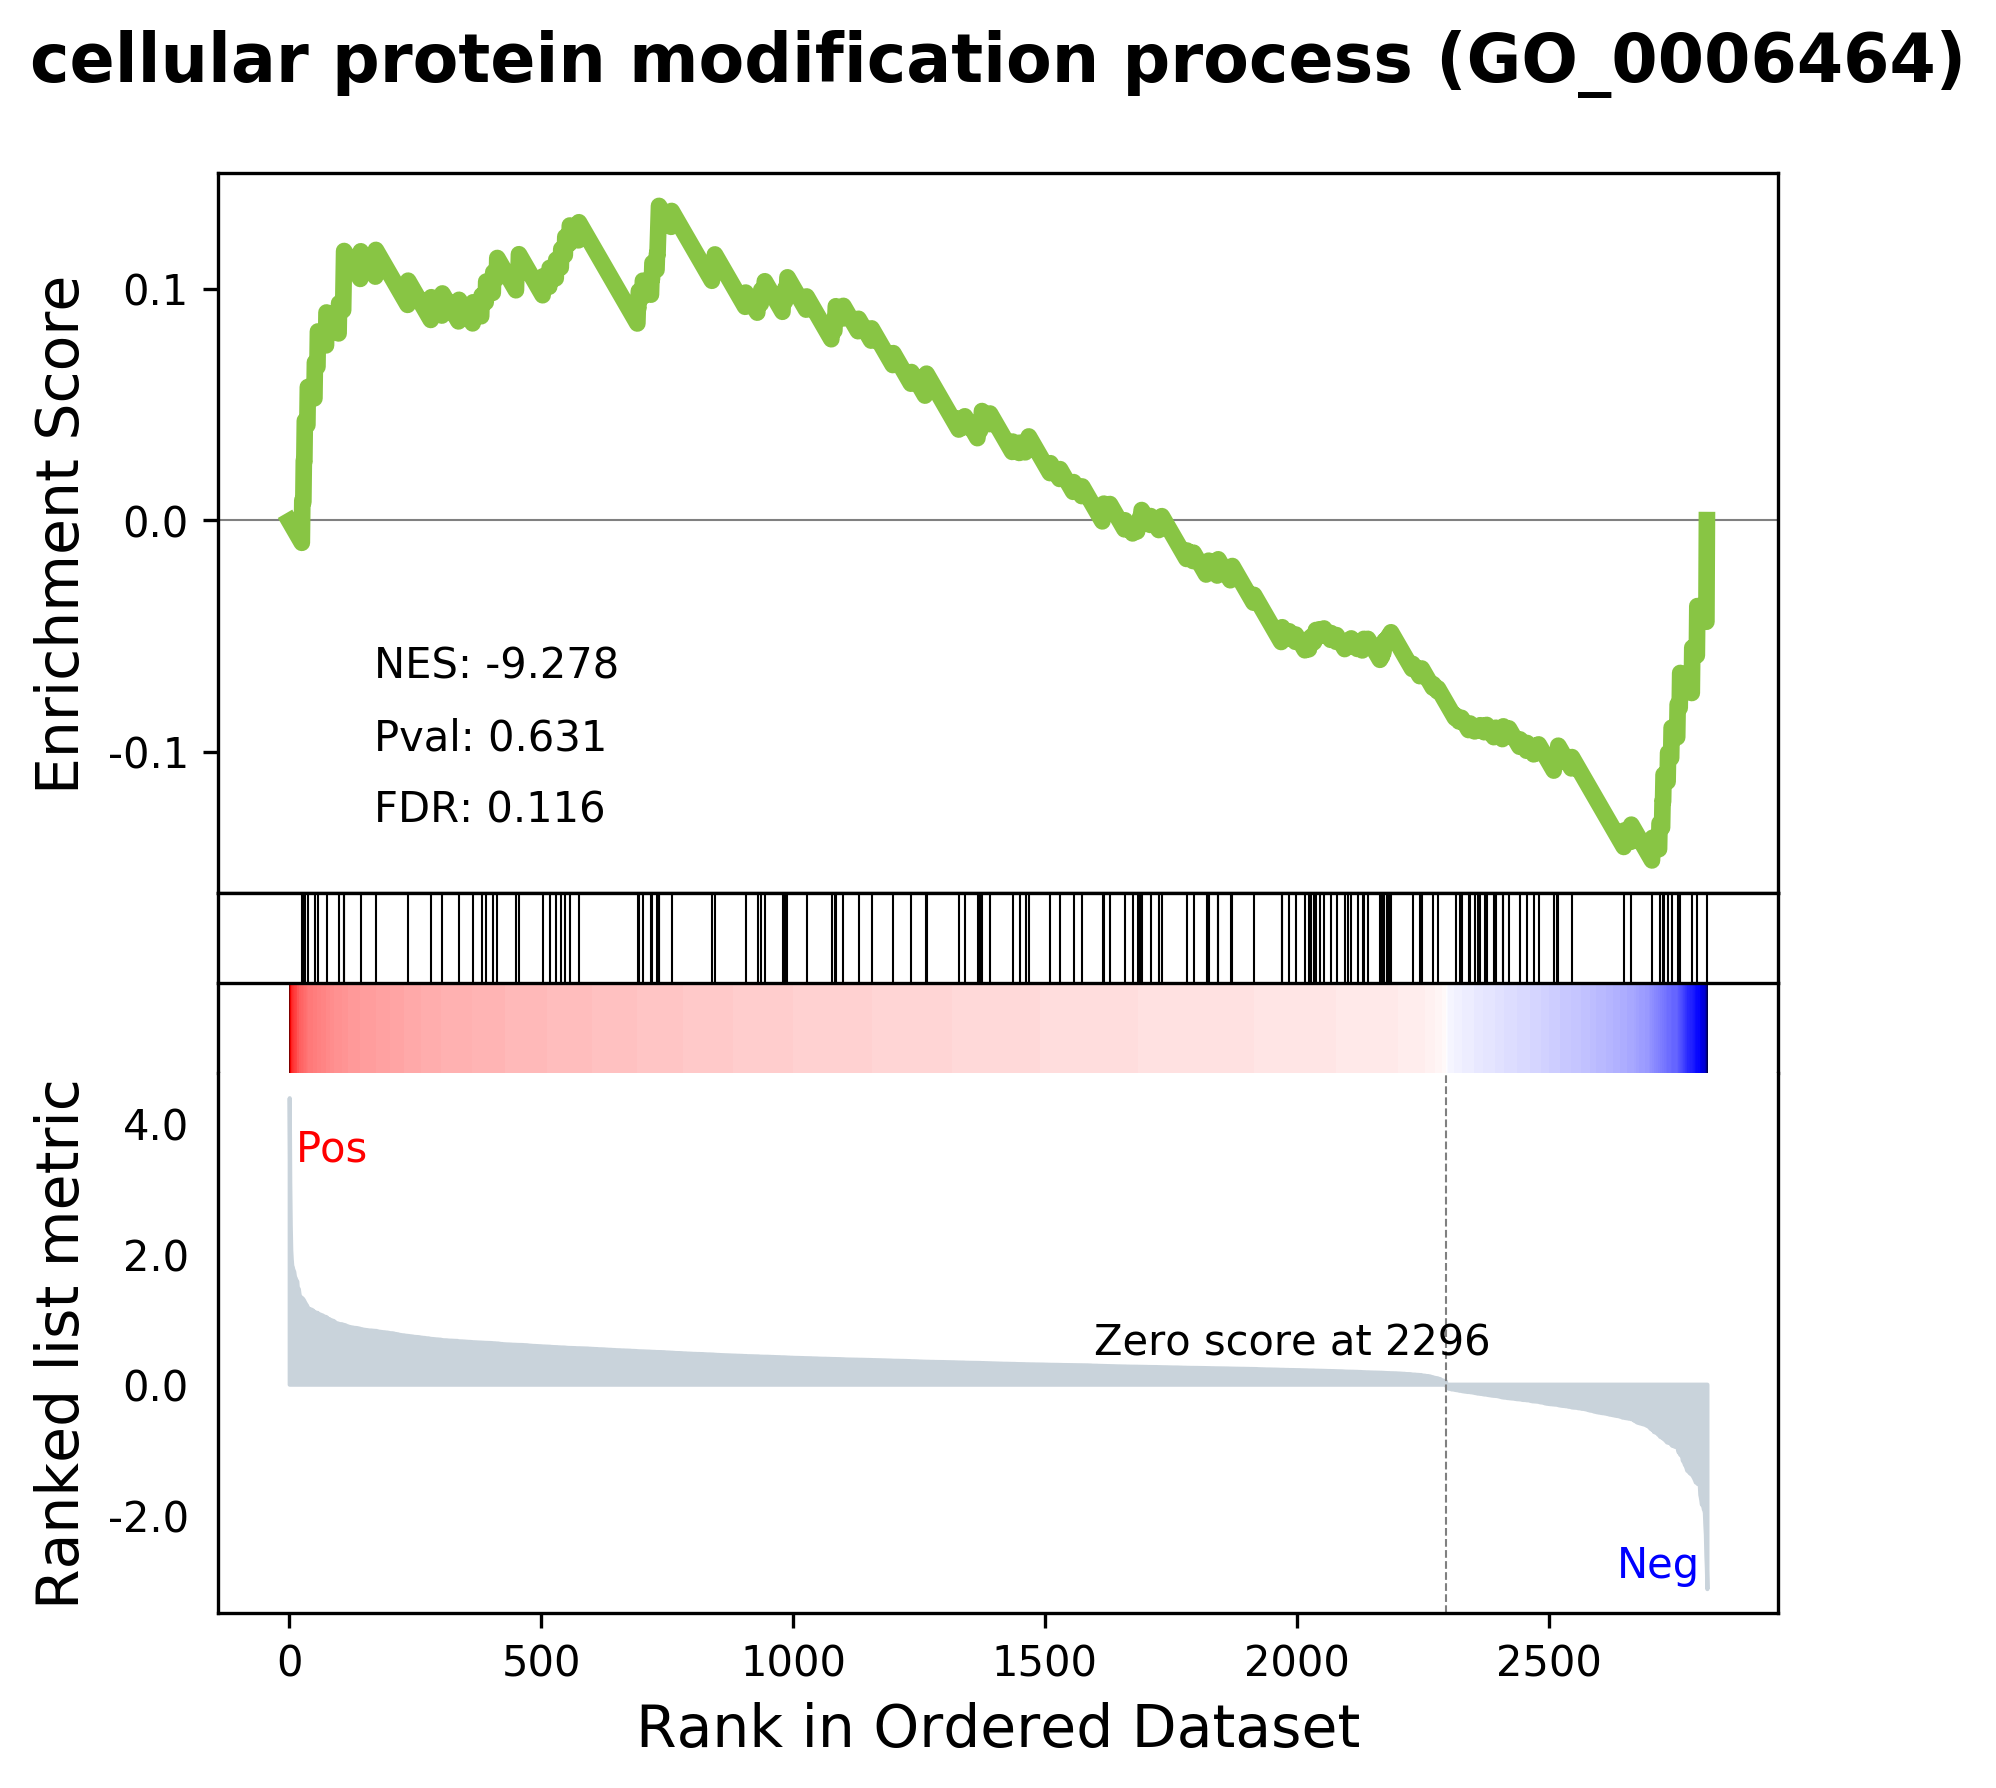 cellular protein modification process (GO_0006464)
Enrichment Score
0.1
0.0
-0.1
NES: -9.278
Pval: 0.631
FDR: 0.116
Ranked list metric
4.0
2.0
0.0
-2.0
Pos
Zero score at 2296
Neg
0 500 1000 1500 2000 2500
Rank in Ordered Dataset